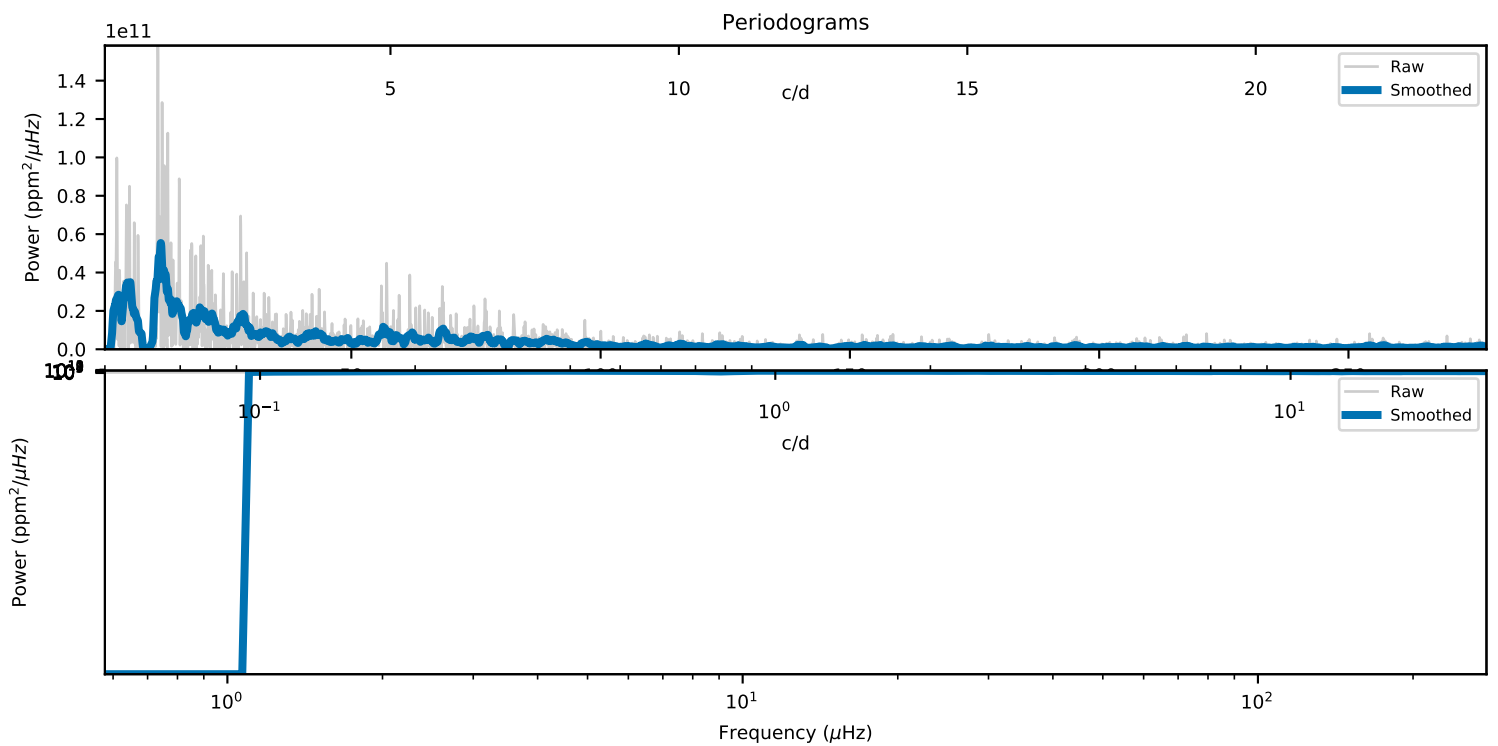 Periodograms
1e11
5 10 15 20
c/d
Raw
Smoothed
1.4
1.2
1.0
0.8
0.6
0.4
0.2
0.0
Power (ppm²/μHz)
10⁻¹ 10⁰ 10¹
c/d
Raw
Smoothed
Power (ppm²/μHz)
10⁰ 10¹ 10²
Frequency (μHz)